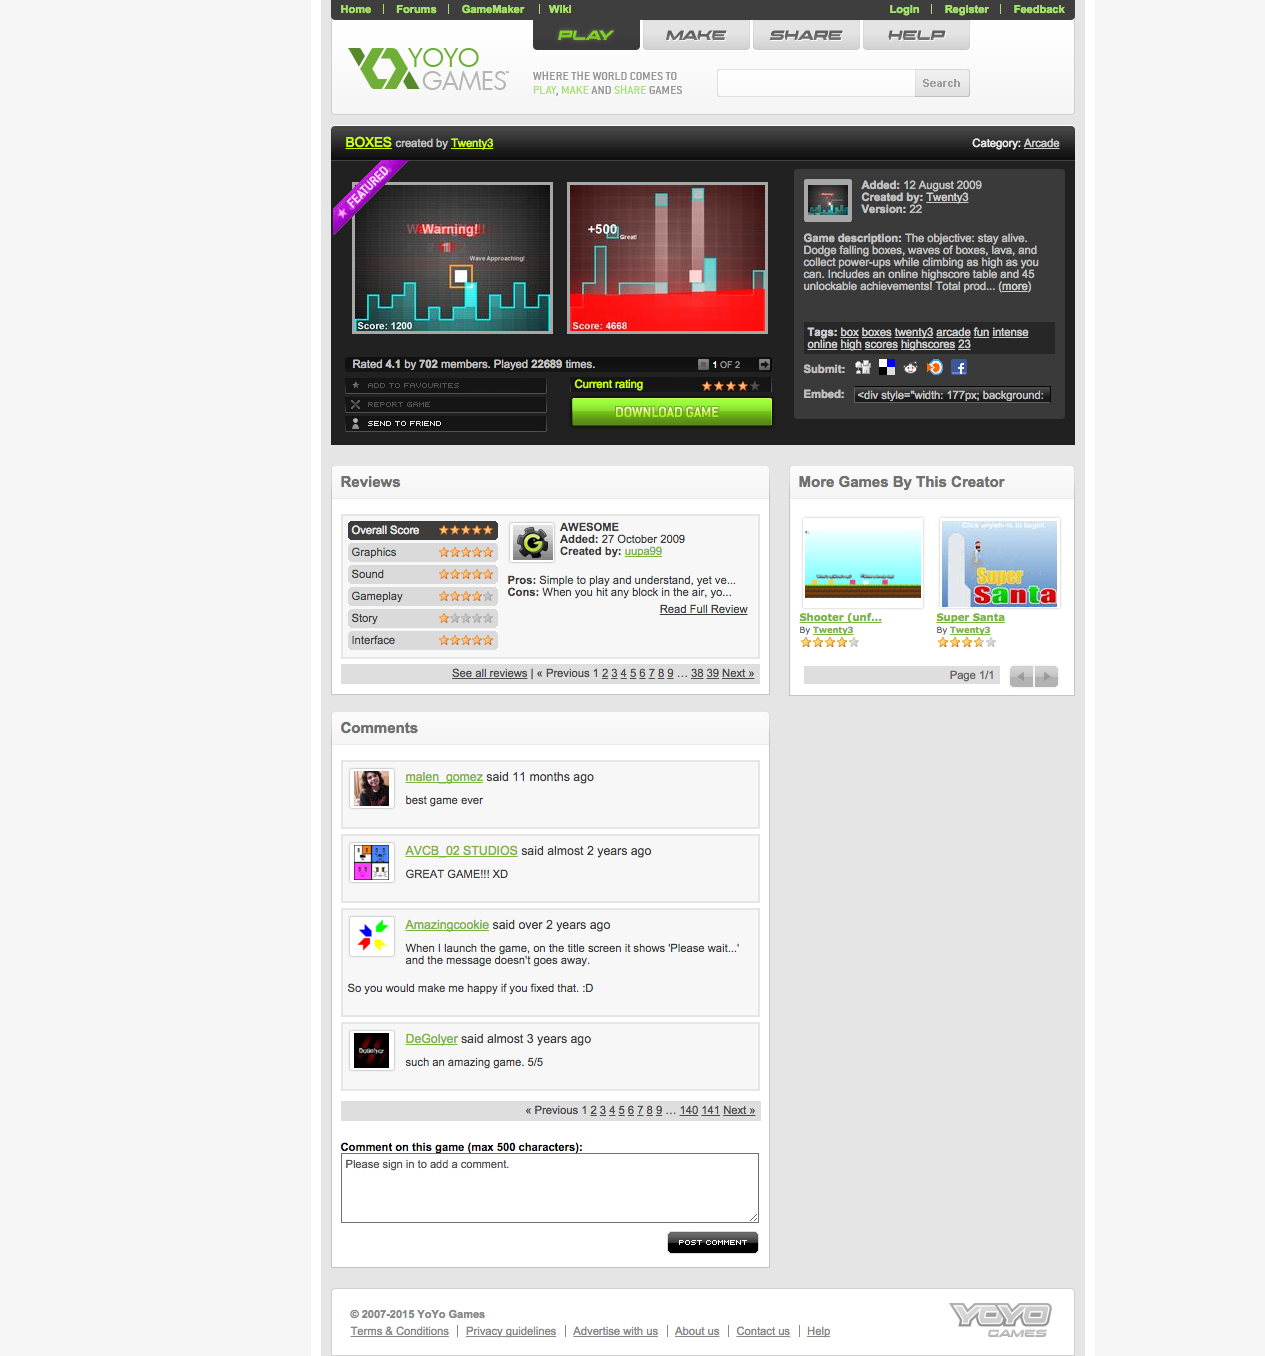 Home | Forums | GameMaker | Wiki
Login | Register | Feedback
PLAY MAKE SHARE HELP
YOYO GAMES™
WHERE THE WORLD COMES TO
PLAY, MAKE AND SHARE GAMES
Search
BOXES created by Twenty3
Category: Arcade
FEATURED
Warning!!
Wave Approaching!
Score: 1200
+500
Great!
Score: 4668
Rated 4.1 by 702 members. Played 22689 times.
1 OF 2
ADD TO FAVOURITES
REPORT GAME
SEND TO FRIEND
Current rating
DOWNLOAD GAME
Added: 12 August 2009
Created by: Twenty3
Version: 22
Game description: The objective: stay alive.
Dodge falling boxes, waves of boxes, lava, and
collect power-ups while climbing as high as you
can. Includes an online highscore table and 45
unlockable achievements! Total prod... (more)
Tags: box boxes twenty3 arcade fun intense
online high scores highscores 23
Submit:
Embed: <div style="width: 177px; background:
Reviews
Overall Score
Graphics
Sound
Gameplay
Story
Interface
AWESOME
Added: 27 October 2009
Created by: uupa99
Pros: Simple to play and understand, yet ve...
Cons: When you hit any block in the air, yo...
Read Full Review
See all reviews | « Previous 1 2 3 4 5 6 7 8 9 ... 38 39 Next »
More Games By This Creator
Super
Santa
Shooter (unf...
By Twenty3
Super Santa
By Twenty3
Page 1/1
Comments
malen_gomez said 11 months ago
best game ever
AVCB_02 STUDIOS said almost 2 years ago
GREAT GAME!!! XD
Amazingcookie said over 2 years ago
When I launch the game, on the title screen it shows 'Please wait...'
and the message doesn't goes away.
So you would make me happy if you fixed that. :D
DeGolyer said almost 3 years ago
such an amazing game. 5/5
« Previous 1 2 3 4 5 6 7 8 9 ... 140 141 Next »
Comment on this game (max 500 characters):
Please sign in to add a comment.
POST COMMENT
© 2007-2015 YoYo Games
Terms & Conditions | Privacy guidelines | Advertise with us | About us | Contact us | Help
YOYO
GAMES